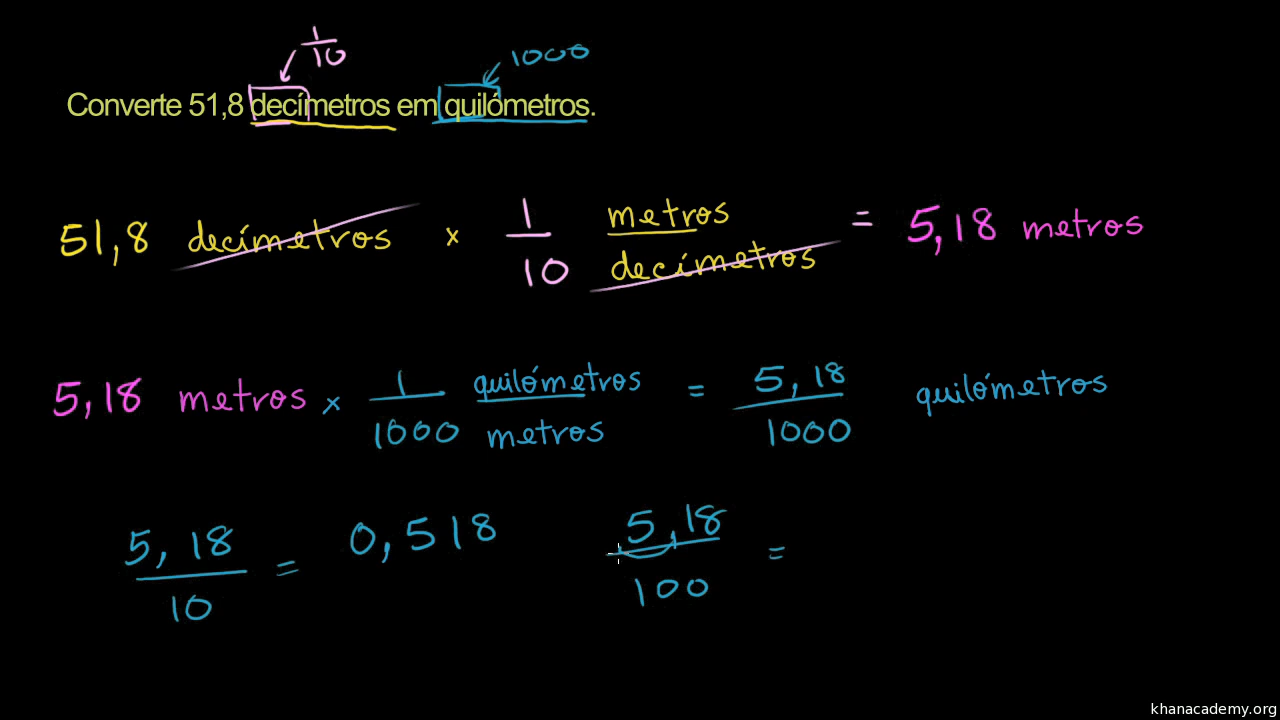 1/10 1000
Converte 51,8 decímetros em quilómetros.
51,8 decímetros x 1/10 metros/decímetros = 5,18 metros
5,18 metros x 1/1000 quilómetros/metros = 5,18/1000 quilómetros
5,18/10 = 0,518 5,18/100 =
khanacademy.org